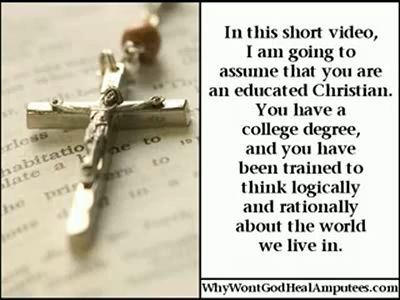 In this short video,
I am going to
assume that you are
an educated Christian.
You have a
college degree,
and you have
been trained to
think logically
and rationally
about the world
we live in.
WhyWontGodHealAmputees.com